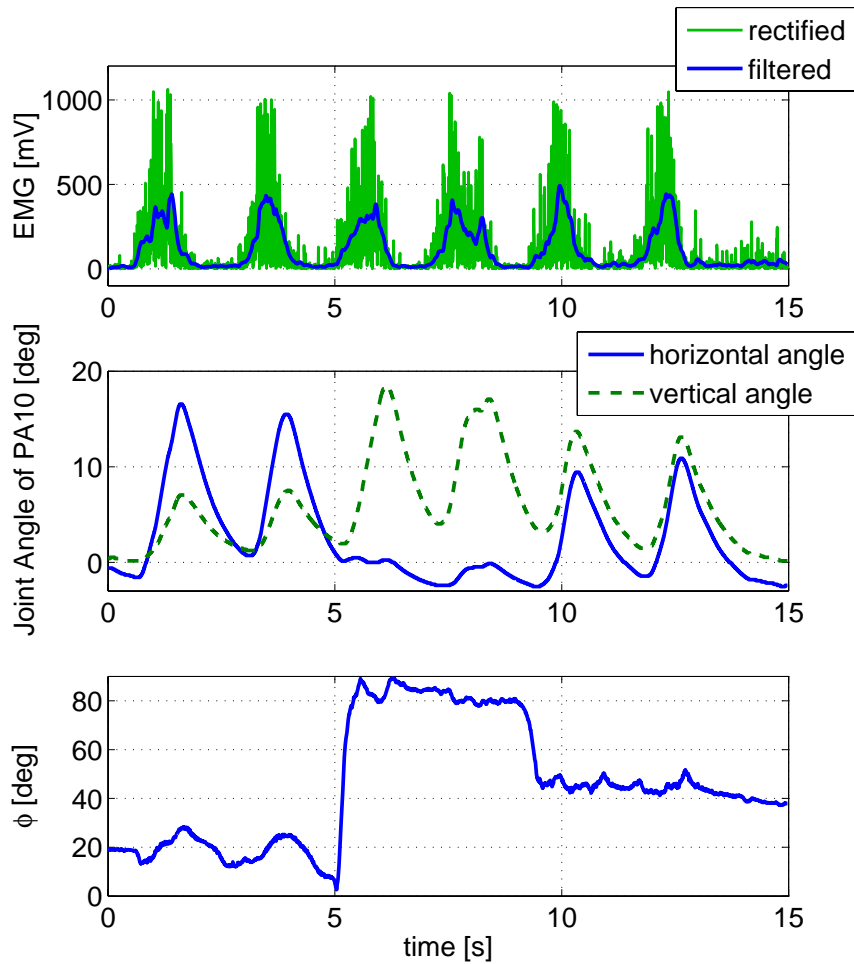 rectified
filtered
EMG [mV]
1000
500
0
0 5 10 15
horizontal angle
vertical angle
Joint Angle of PA10 [deg]
20
10
0
0 5 10 15
ϕ [deg]
80
60
40
20
0
0 5 10 15
time [s]